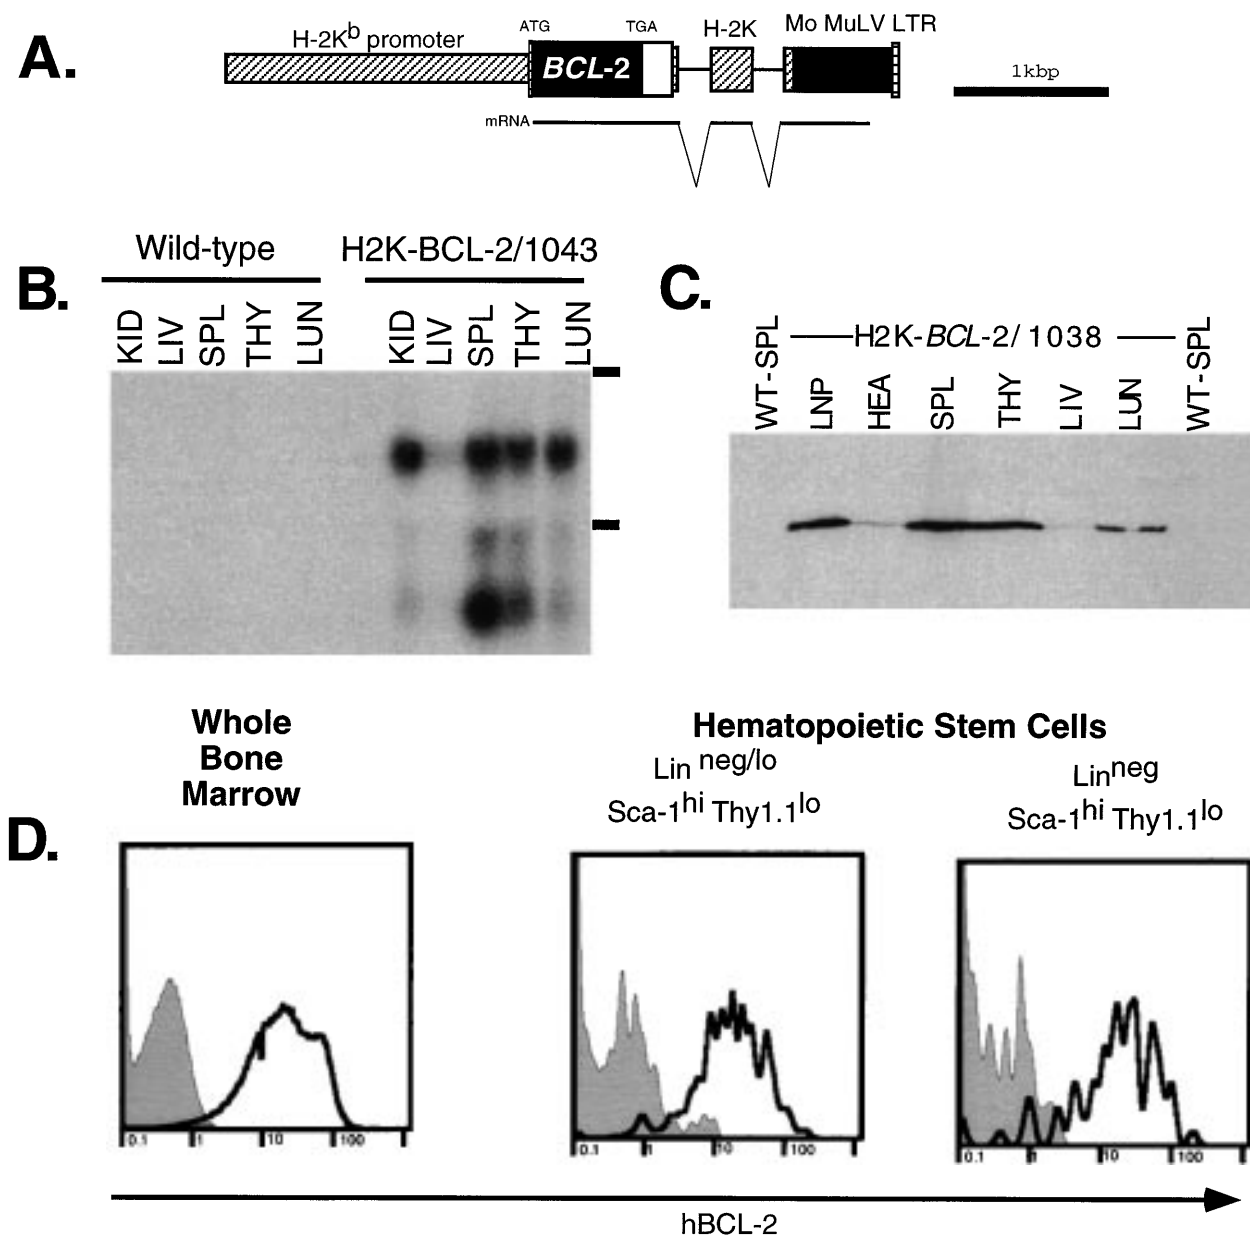 A.
H-2Kb promoter
ATG
TGA
H-2K
Mo MuLV LTR
BCL-2
1kbp
mRNA
B.
Wild-type
H2K-BCL-2/1043
KID LIV SPL THY LUN
KID LIV SPL THY LUN
C.
WT-SPL
H2K-BCL-2/ 1038
WT-SPL
LNP HEA SPL THY LIV LUN
Whole
Bone
Marrow
Hematopoietic Stem Cells
Lin neg/lo
Sca-1hi Thy1.1lo
Linneg
Sca-1hi Thy1.1lo
D.
0.1 1 10 100
0.1 1 10 100
0.1 1 10 100
hBCL-2